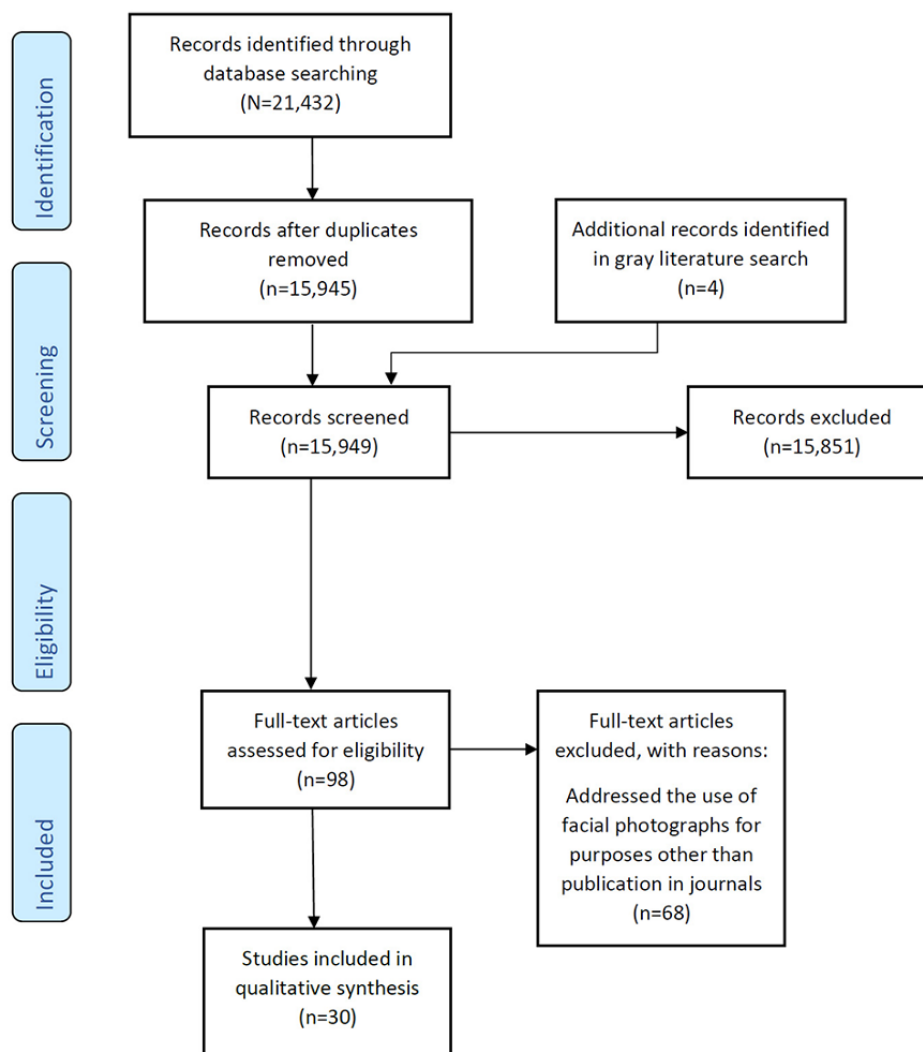 Identification
Records identified through
database searching
(N=21,432)
Records after duplicates
removed
(n=15,945)
Additional records identified
in gray literature search
(n=4)
Screening
Records screened
(n=15,949)
Records excluded
(n=15,851)
Eligibility
Full-text articles
assessed for eligibility
(n=98)
Full-text articles
excluded, with reasons:
Addressed the use of
facial photographs for
purposes other than
publication in journals
(n=68)
Included
Studies included in
qualitative synthesis
(n=30)